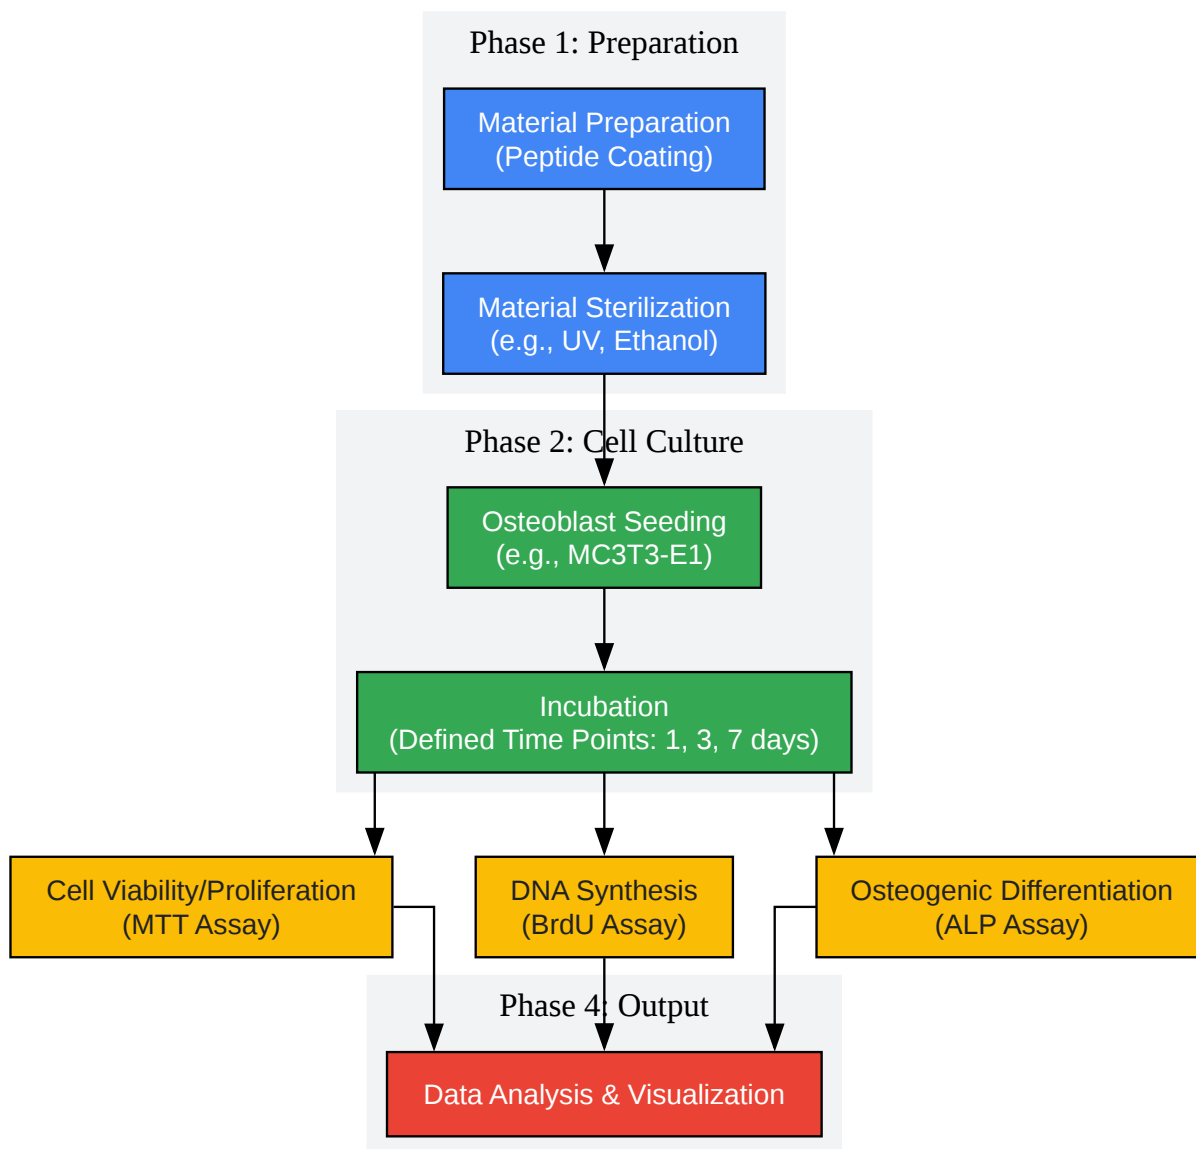 Phase 1: Preparation
Material Preparation
(Peptide Coating)
Material Sterilization
(e.g., UV, Ethanol)
Phase 2: Cell Culture
Osteoblast Seeding
(e.g., MC3T3-E1)
Incubation
(Defined Time Points: 1, 3, 7 days)
Cell Viability/Proliferation
(MTT Assay)
DNA Synthesis
(BrdU Assay)
Osteogenic Differentiation
(ALP Assay)
Phase 4: Output
Data Analysis & Visualization